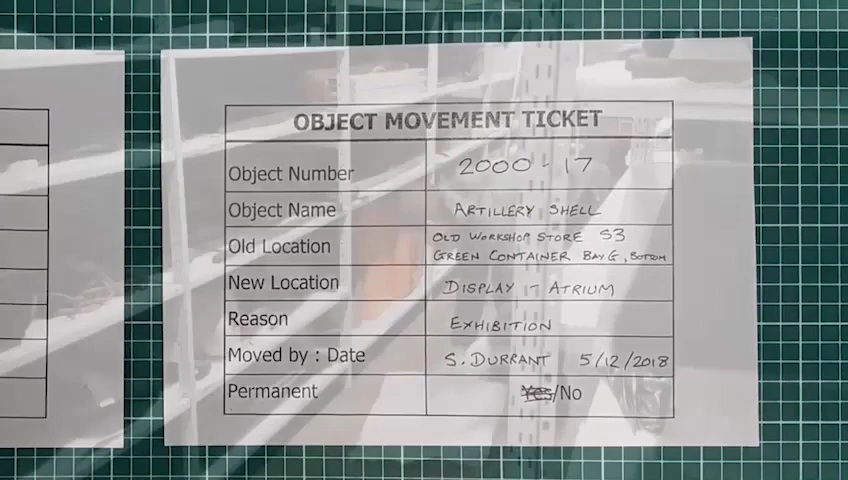 OBJECT MOVEMENT TICKET
Object Number 2000-17
Object Name ARTILLERY SHELL
Old Location OLD WORKSHOP STORE S3
GREEN CONTAINER BAY G, BOTTOM
New Location DISPLAY - ATRIUM
Reason EXHIBITION
Moved by : Date S. DURRANT 5/12/2018
Permanent Yes/No